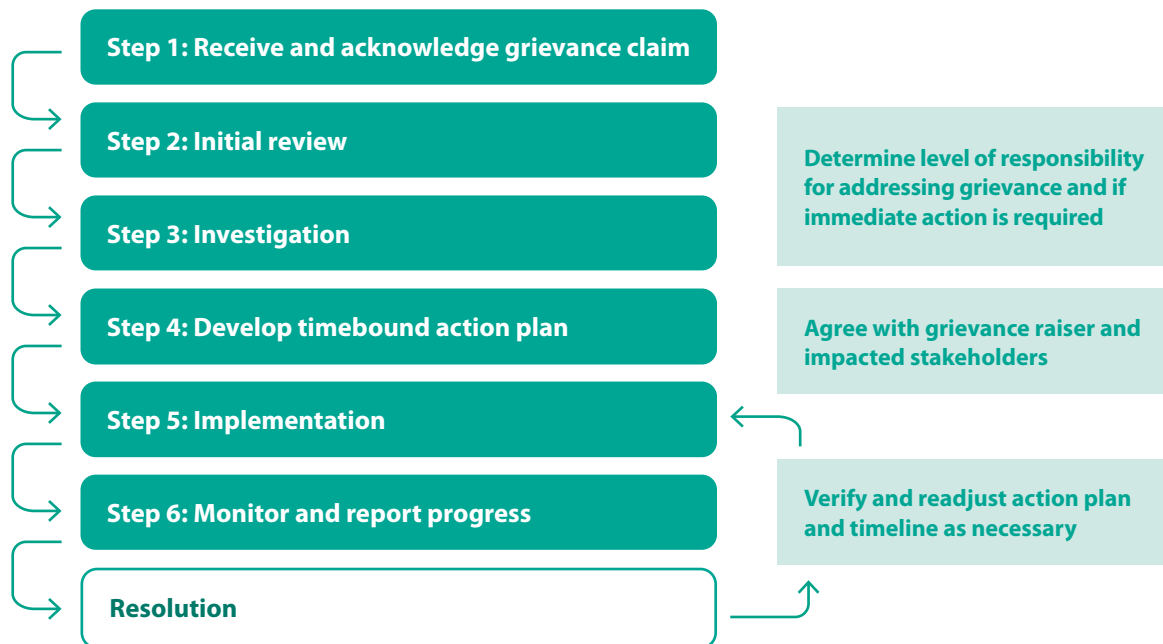 Step 1: Receive and acknowledge grievance claim
Step 2: Initial review
Step 3: Investigation
Step 4: Develop timebound action plan
Step 5: Implementation
Step 6: Monitor and report progress
Resolution
Determine level of responsibility
for addressing grievance and if
immediate action is required
Agree with grievance raiser and
impacted stakeholders
Verify and readjust action plan
and timeline as necessary